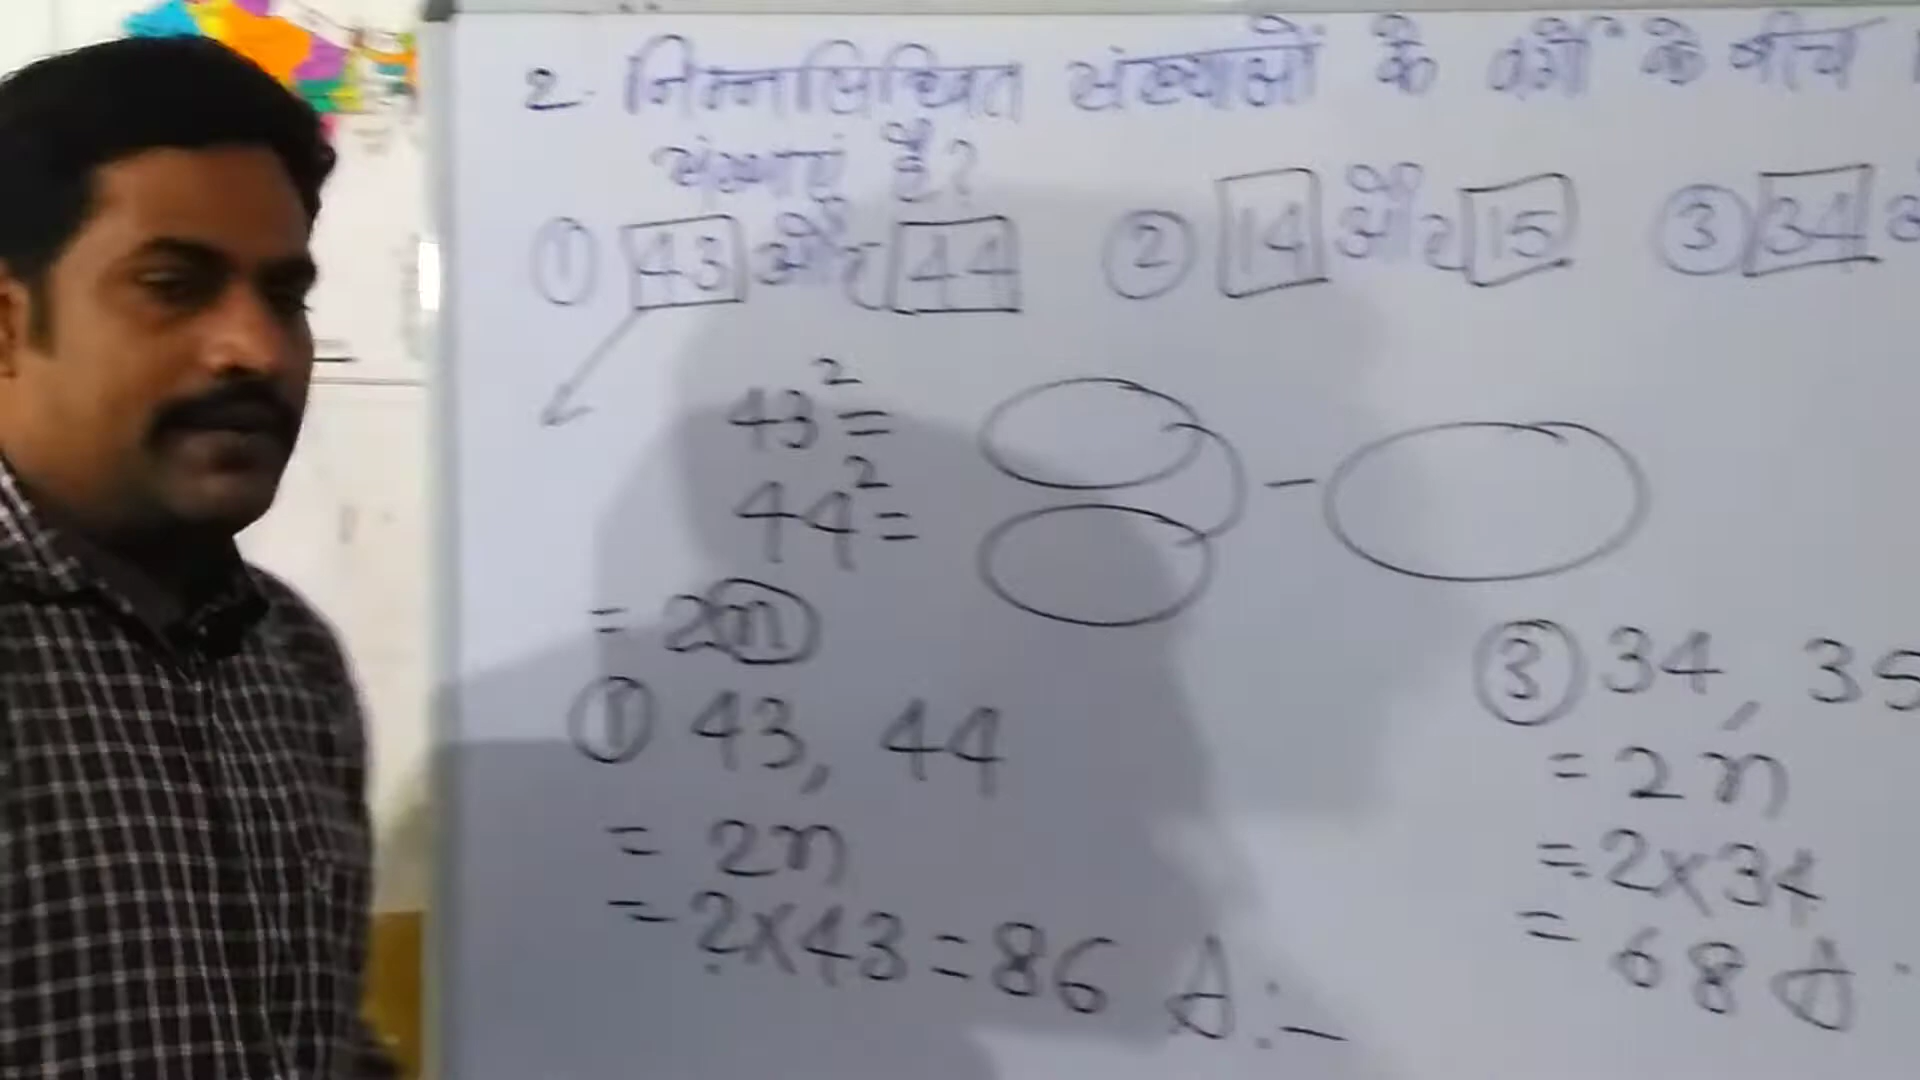 2. निम्नलिखित संख्याओं के वर्गों के बीच
संख्याएं है?
① 43 और 44 ② 14 और 15 ③ 34
43² =
44² =
-
= 2n
① 43, 44
= 2n
= 2×43 = 86 A:-
③ 34, 35
= 2n
= 2×34
= 68 A